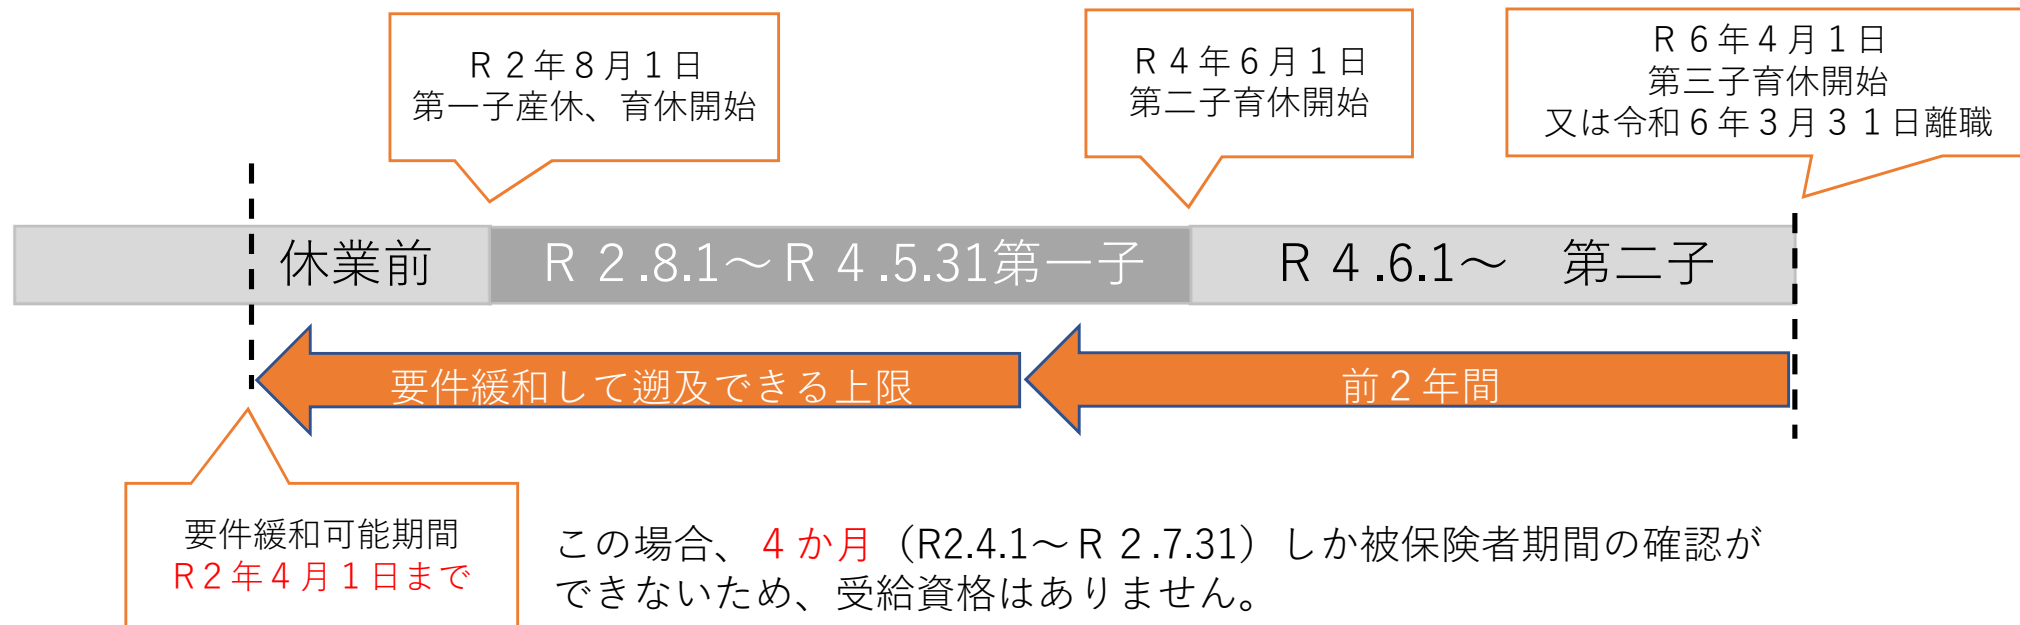 R２年８月１日
第一子産休、育休開始
R４年６月１日
第二子育休開始
R６年４月１日
第三子育休開始
又は令和６年３月３１日離職
休業前
R２.8.1～R４.5.31第一子
R４.6.1～　第二子
要件緩和して遡及できる上限
前２年間
要件緩和可能期間
R２年４月１日まで
この場合、４か月（R2.4.1～R２.7.31）しか被保険者期間の確認が
できないため、受給資格はありません。